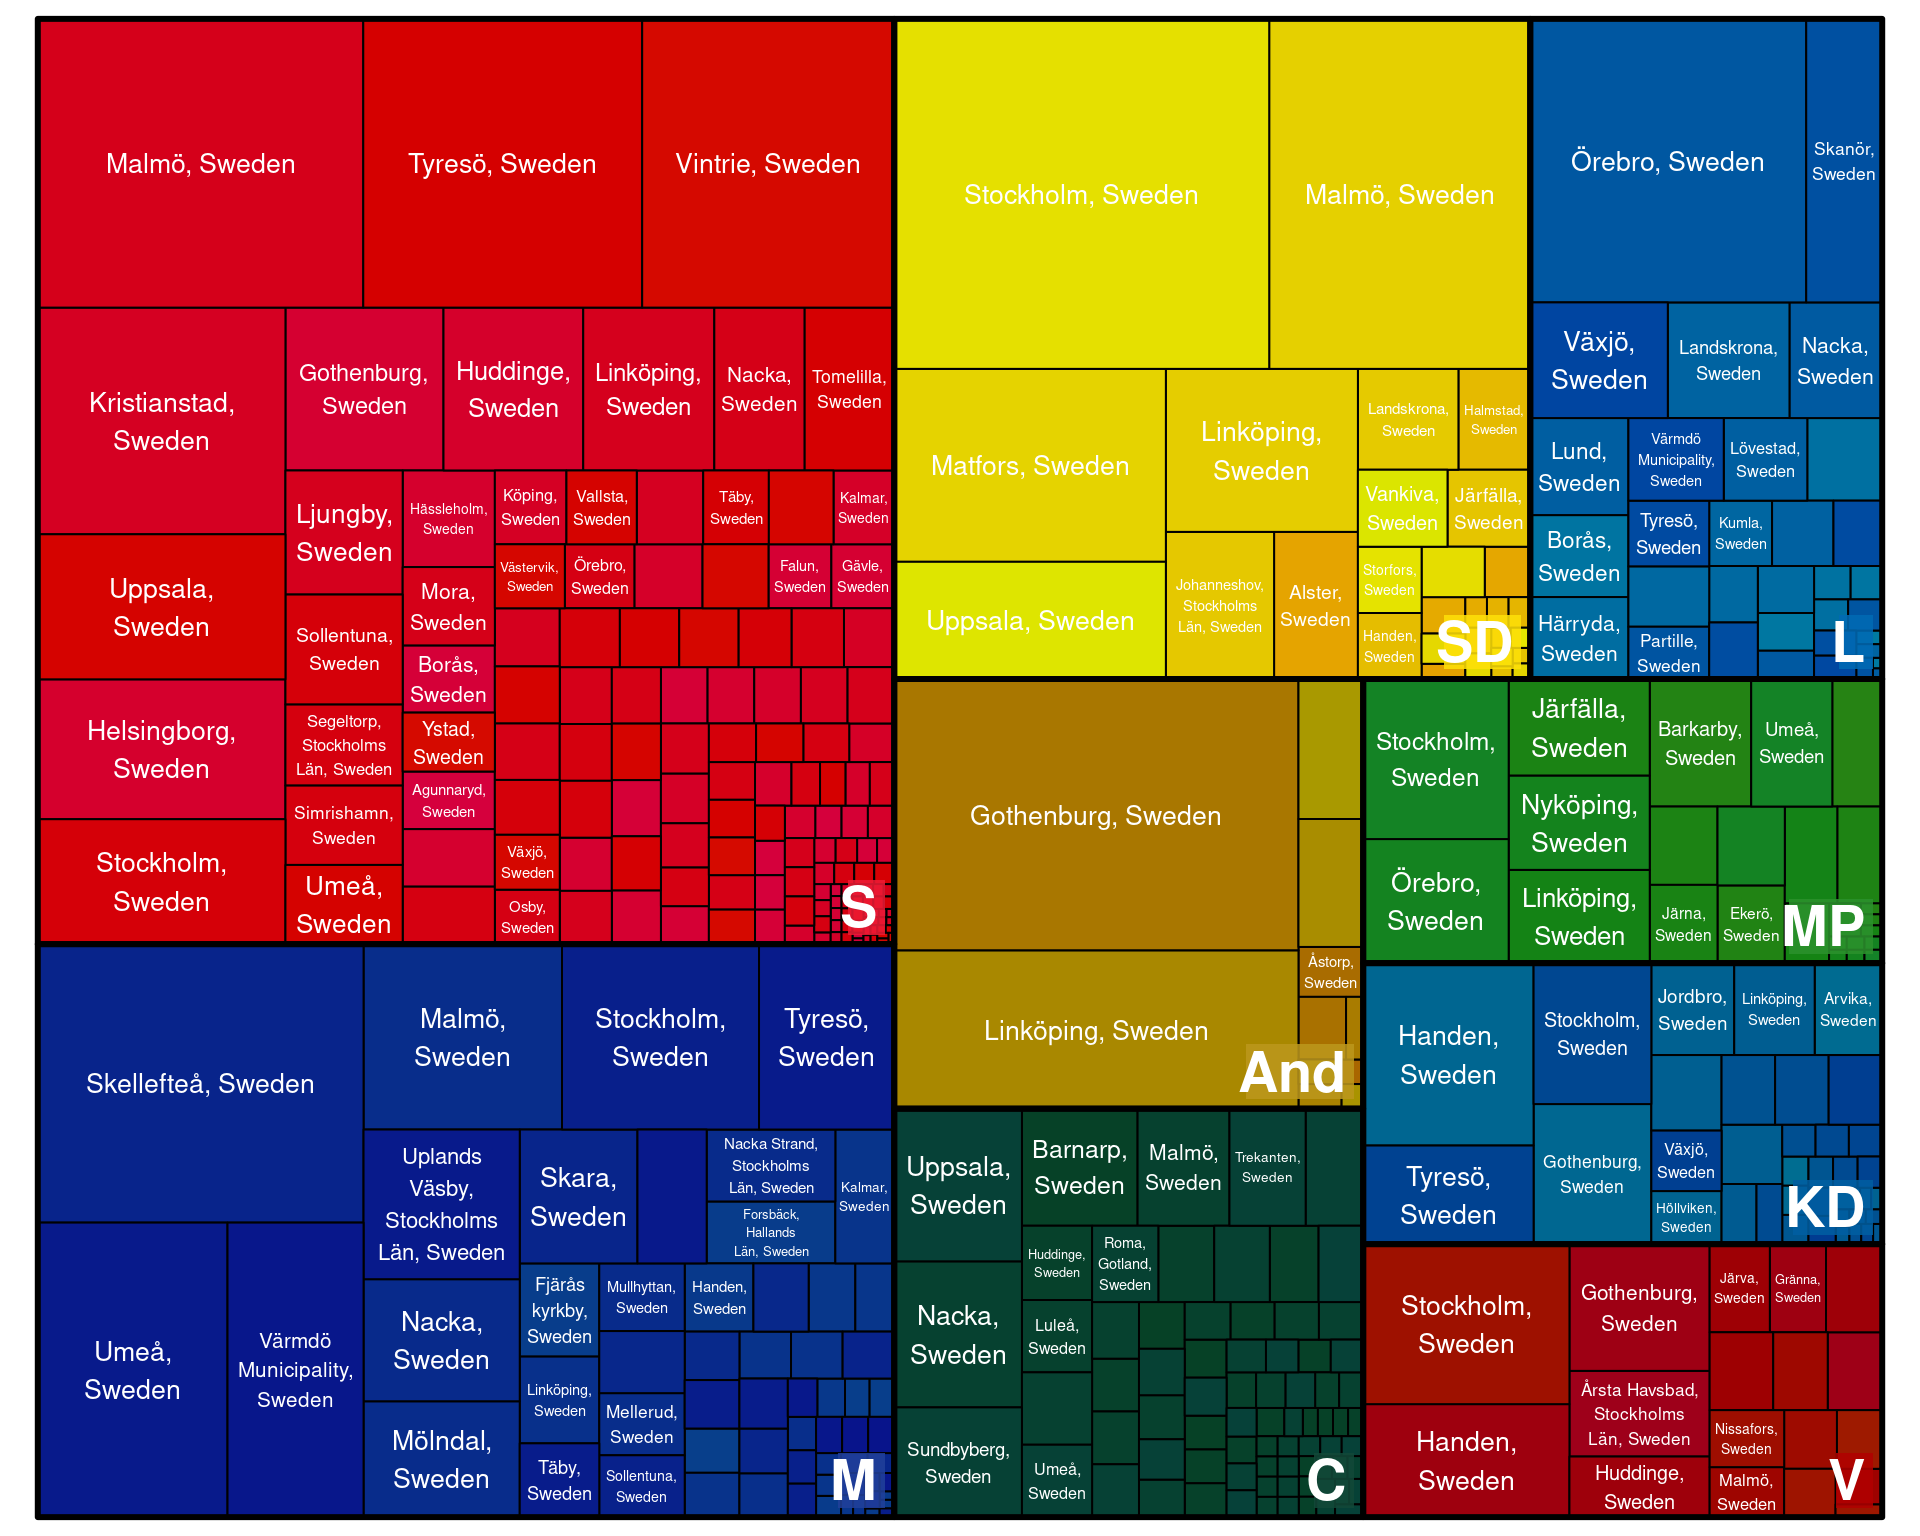 Malmö, Sweden
Tyresö, Sweden
Vintrie, Sweden
Kristianstad,
Sweden
Gothenburg,
Sweden
Huddinge,
Sweden
Linköping,
Sweden
Nacka,
Sweden
Tomelilla,
Sweden
Uppsala,
Sweden
Helsingborg,
Sweden
Stockholm,
Sweden
Ljungby,
Sweden
Sollentuna,
Sweden
Segeltorp,
Stockholms
Län, Sweden
Simrishamn,
Sweden
Umeå,
Sweden
Hässleholm,
Sweden
Mora,
Sweden
Borås,
Sweden
Ystad,
Sweden
Agunnaryd,
Sweden
Köping,
Sweden
Vallsta,
Sweden
Täby,
Sweden
Kalmar,
Sweden
Västervik,
Sweden
Örebro,
Sweden
Falun,
Sweden
Gävle,
Sweden
Växjö,
Sweden
Osby,
Sweden
S
Skellefteå, Sweden
Umeå,
Sweden
Värmdö
Municipality,
Sweden
Malmö,
Sweden
Stockholm,
Sweden
Tyresö,
Sweden
Uplands
Väsby,
Stockholms
Län, Sweden
Skara,
Sweden
Nacka Strand,
Stockholms
Län, Sweden
Forsbäck,
Hallands
Län, Sweden
Kalmar,
Sweden
Nacka,
Sweden
Mölndal,
Sweden
Fjärås
kyrkby,
Sweden
Linköping,
Sweden
Täby,
Sweden
Mullhyttan,
Sweden
Handen,
Sweden
Mellerud,
Sweden
Sollentuna,
Sweden
M
Stockholm, Sweden
Malmö, Sweden
Matfors, Sweden
Uppsala, Sweden
Linköping,
Sweden
Johanneshov,
Stockholms
Län, Sweden
Alster,
Sweden
Landskrona,
Sweden
Halmstad,
Sweden
Vankiva,
Sweden
Järfälla,
Sweden
Storfors,
Sweden
Handen,
Sweden
SD
Gothenburg, Sweden
Linköping, Sweden
Åstorp,
Sweden
And
Uppsala,
Sweden
Nacka,
Sweden
Sundbyberg,
Sweden
Barnarp,
Sweden
Malmö,
Sweden
Trekanten,
Sweden
Huddinge,
Sweden
Roma,
Gotland,
Sweden
Luleå,
Sweden
Umeå,
Sweden
C
Örebro, Sweden
Skanör,
Sweden
Växjö,
Sweden
Landskrona,
Sweden
Nacka,
Sweden
Lund,
Sweden
Borås,
Sweden
Härryda,
Sweden
Värmdö
Municipality,
Sweden
Lövestad,
Sweden
Tyresö,
Sweden
Kumla,
Sweden
Partille,
Sweden
L
Stockholm,
Sweden
Örebro,
Sweden
Järfälla,
Sweden
Nyköping,
Sweden
Linköping,
Sweden
Barkarby,
Sweden
Umeå,
Sweden
Järna,
Sweden
Ekerö,
Sweden
MP
Handen,
Sweden
Tyresö,
Sweden
Stockholm,
Sweden
Gothenburg,
Sweden
Jordbro,
Sweden
Linköping,
Sweden
Arvika,
Sweden
Växjö,
Sweden
Höllviken,
Sweden
KD
Stockholm,
Sweden
Handen,
Sweden
Gothenburg,
Sweden
Årsta Havsbad,
Stockholms
Län, Sweden
Huddinge,
Sweden
Järva,
Sweden
Gränna,
Sweden
Nissafors,
Sweden
Malmö,
Sweden
V